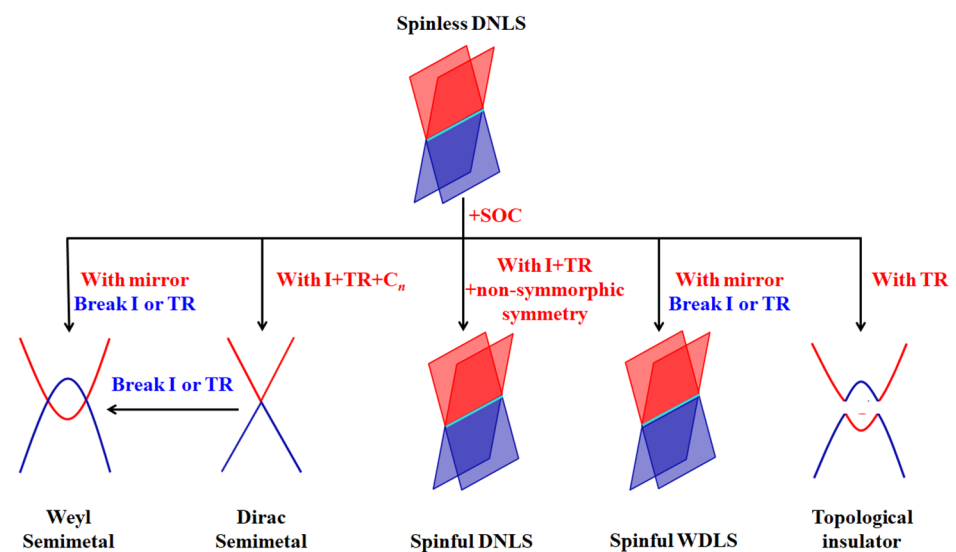 Spinless DNLS
+SOC
With mirror
Break I or TR
With I+TR+Cn
With I+TR
+non-symmorphic
symmetry
With mirror
Break I or TR
With TR
Break I or TR
Weyl
Semimetal
Dirac
Semimetal
Spinful DNLS
Spinful WDLS
Topological
insulator